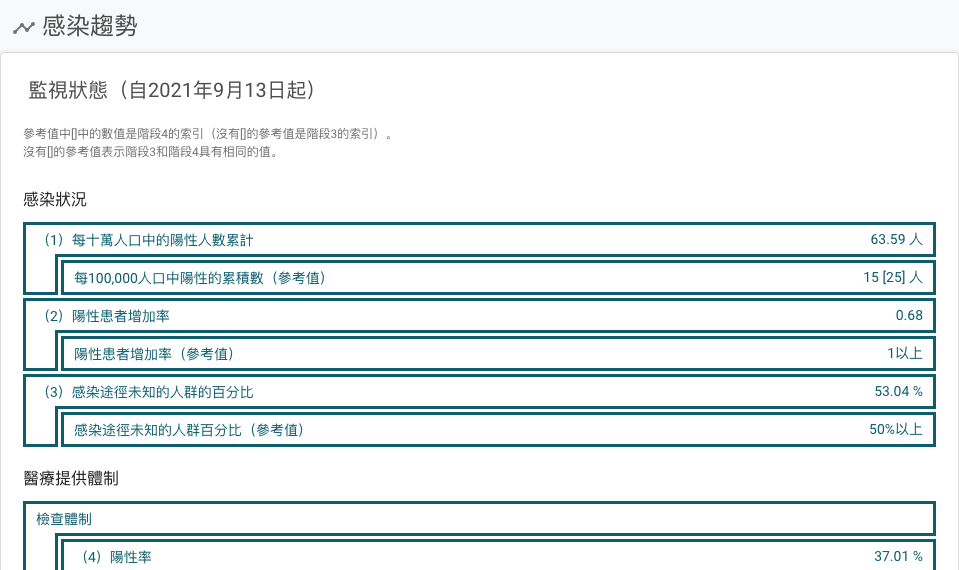 感染趨勢
監視狀態（自2021年9月13日起）
參考值中[]中的數值是階段4的索引（沒有[]的參考值是階段3的索引）。
沒有[]的參考值表示階段3和階段4具有相同的值。
感染狀況
（1）每十萬人口中的陽性人數累計 63.59 人
每100,000人口中陽性的累積數（參考值） 15 [25] 人
（2）陽性患者增加率 0.68
陽性患者增加率（參考值） 1以上
（3）感染途徑未知的人群的百分比 53.04 %
感染途徑未知的人群百分比（參考值） 50%以上
醫療提供體制
檢查體制
（4）陽性率 37.01 %